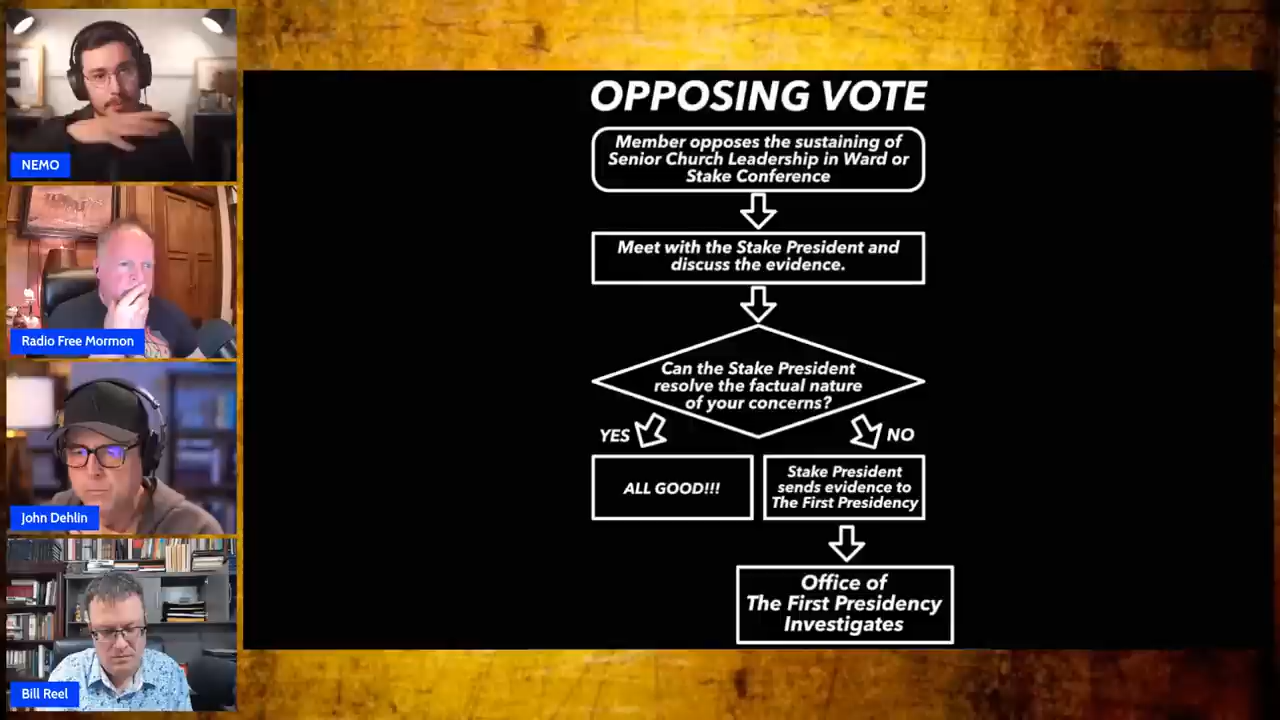 NEMO
Radio Free Mormon
John Dehlin
Bill Reel
OPPOSING VOTE
Member opposes the sustaining of
Senior Church Leadership in Ward or
Stake Conference
Meet with the Stake President and
discuss the evidence.
Can the Stake President
resolve the factual nature
of your concerns?
YES
NO
ALL GOOD!!!
Stake President
sends evidence to
The First Presidency
Office of
The First Presidency
Investigates